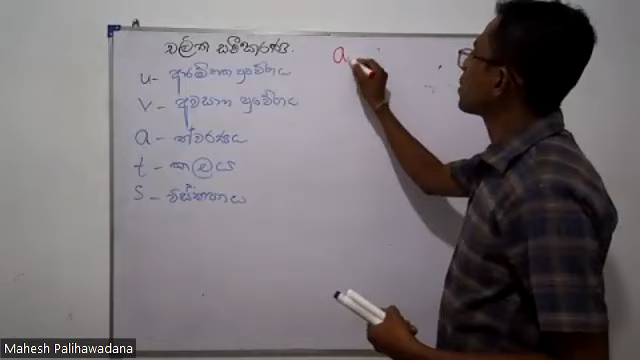 චලිත සමීකරණ
u - ආරම්භක ප්‍රවේගය
v - අවසාන ප්‍රවේගය
a - ත්වරණය
t - කාලය
s - විස්ථාපනය
a
Mahesh Palihawadana